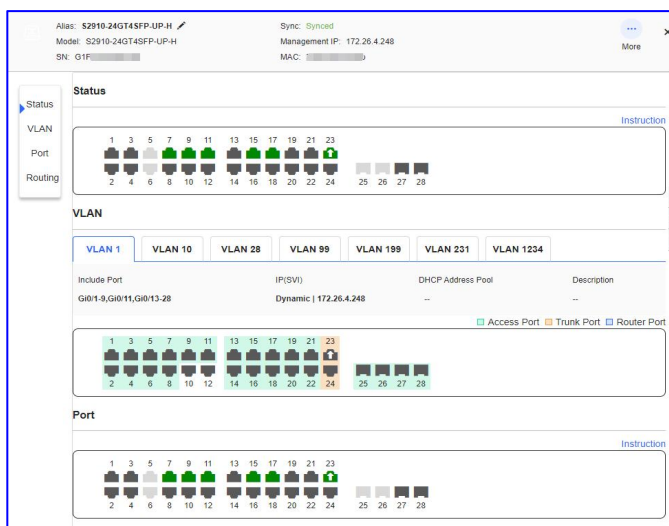 Alias: S2910-24GT4SFP-UP-H
Sync: Synced
Model: S2910-24GT4SFP-UP-H
Management IP: 172.26.4.248
SN: G1F
MAC:
More
Status
VLAN
Port
Routing
Status
Instruction
1 3 5 7 9 11 13 15 17 19 21 23
2 4 6 8 10 12 14 16 18 20 22 24 25 26 27 28
VLAN
VLAN 1 VLAN 10 VLAN 28 VLAN 99 VLAN 199 VLAN 231 VLAN 1234
Include Port IP(SVI) DHCP Address Pool Description
Gi0/1-9,Gi0/11,Gi0/13-28 Dynamic | 172.26.4.248 -- --
Access Port Trunk Port Router Port
1 3 5 7 9 11 13 15 17 19 21 23
2 4 6 8 10 12 14 16 18 20 22 24 25 26 27 28
Port
Instruction
1 3 5 7 9 11 13 15 17 19 21 23
2 4 6 8 10 12 14 16 18 20 22 24 25 26 27 28